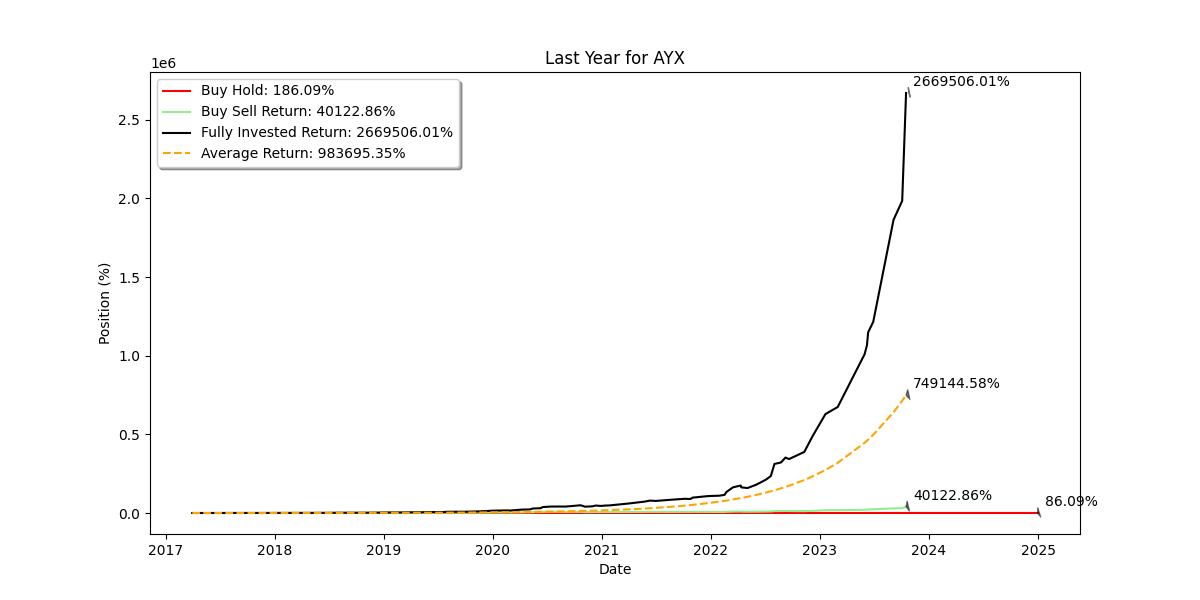 Last Year for AYX
1e6
Buy Hold: 186.09%
Buy Sell Return: 40122.86%
Fully Invested Return: 2669506.01%
Average Return: 983695.35%
2669506.01%
749144.58%
40122.86%
86.09%
Position (%)
2.5
2.0
1.5
1.0
0.5
0.0
2017 2018 2019 2020 2021 2022 2023 2024 2025
Date